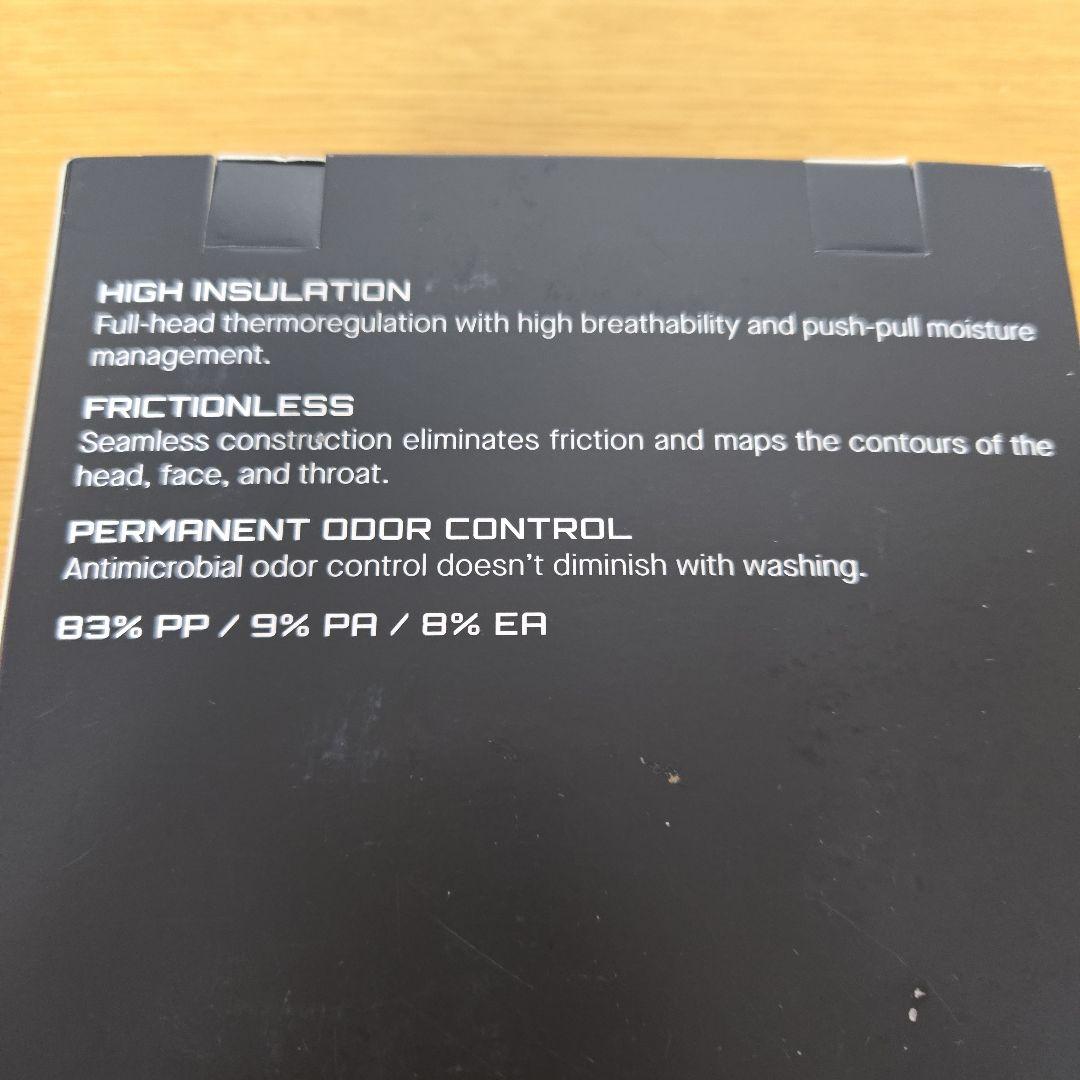 HIGH INSULATION
Full-head thermoregulation with high breathability and push-pull moisture
management.
FRICTIONLESS
Seamless construction eliminates friction and maps the contours of the
head, face, and throat.
PERMANENT ODOR CONTROL
Antimicrobial odor control doesn't diminish with washing.
83% PP / 9% PA / 8% EA